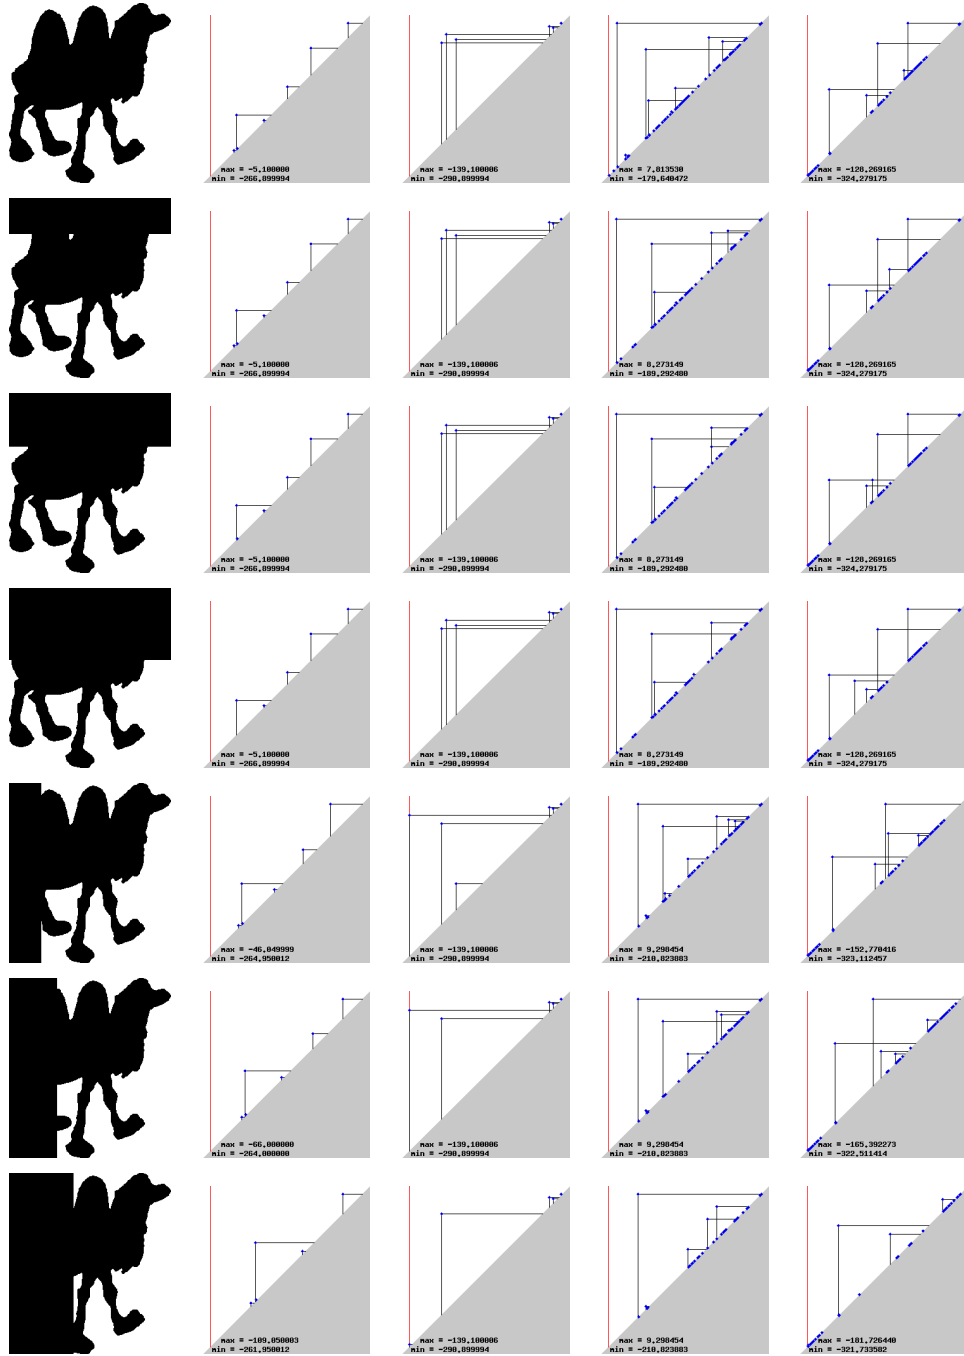 max = -5,100000
min = -266,899994
max = -139,100006
min = -290,899994
max = 7,813530
min = -179,640472
max = -128,269165
min = -324,279175
max = -5,100000
min = -266,899994
max = -139,100006
min = -290,899994
max = 8,273149
min = -189,292480
max = -128,269165
min = -324,279175
max = -5,100000
min = -266,899994
max = -139,100006
min = -290,899994
max = 8,273149
min = -189,292480
max = -128,269165
min = -324,279175
max = -5,100000
min = -266,899994
max = -139,100006
min = -290,899994
max = 8,273149
min = -189,292480
max = -128,269165
min = -324,279175
max = -46,049999
min = -264,950012
max = -139,100006
min = -290,899994
max = 9,298454
min = -210,823883
max = -152,770416
min = -323,112457
max = -66,000000
min = -264,000000
max = -139,100006
min = -290,899994
max = 9,298454
min = -210,823883
max = -165,392273
min = -322,511414
max = -109,050003
min = -261,950012
max = -139,100006
min = -290,899994
max = 9,298454
min = -210,823883
max = -181,726440
min = -321,733582